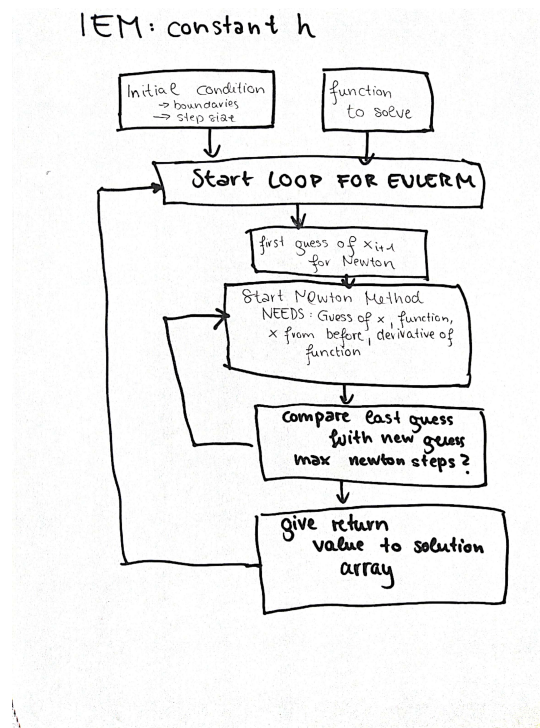 IEM: constant h
Initial Condition
→ boundaries
→ step size
function
to solve
Start LOOP FOR EULERM
first guess of x_{i+1}
for Newton
Start Newton Method
NEEDS: Guess of x, function,
x from before, derivative of
function
compare last guess
with new guess
max newton steps?
give return
value to solution
array